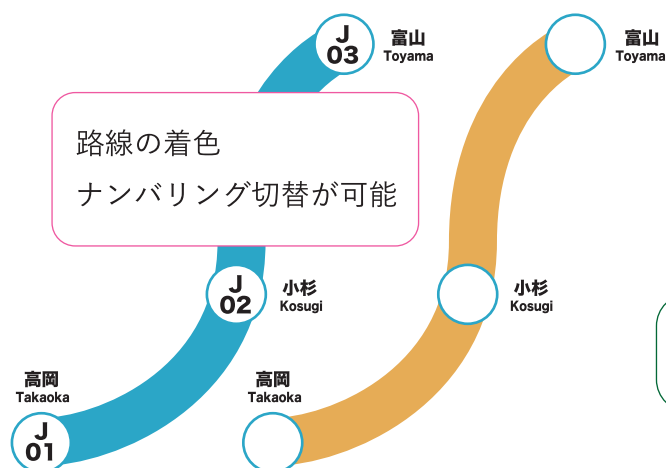 J
03
富山
Toyama
富山
Toyama
路線の着色
ナンバリング切替が可能
J
02
小杉
Kosugi
小杉
Kosugi
高岡
Takaoka
高岡
Takaoka
J
01